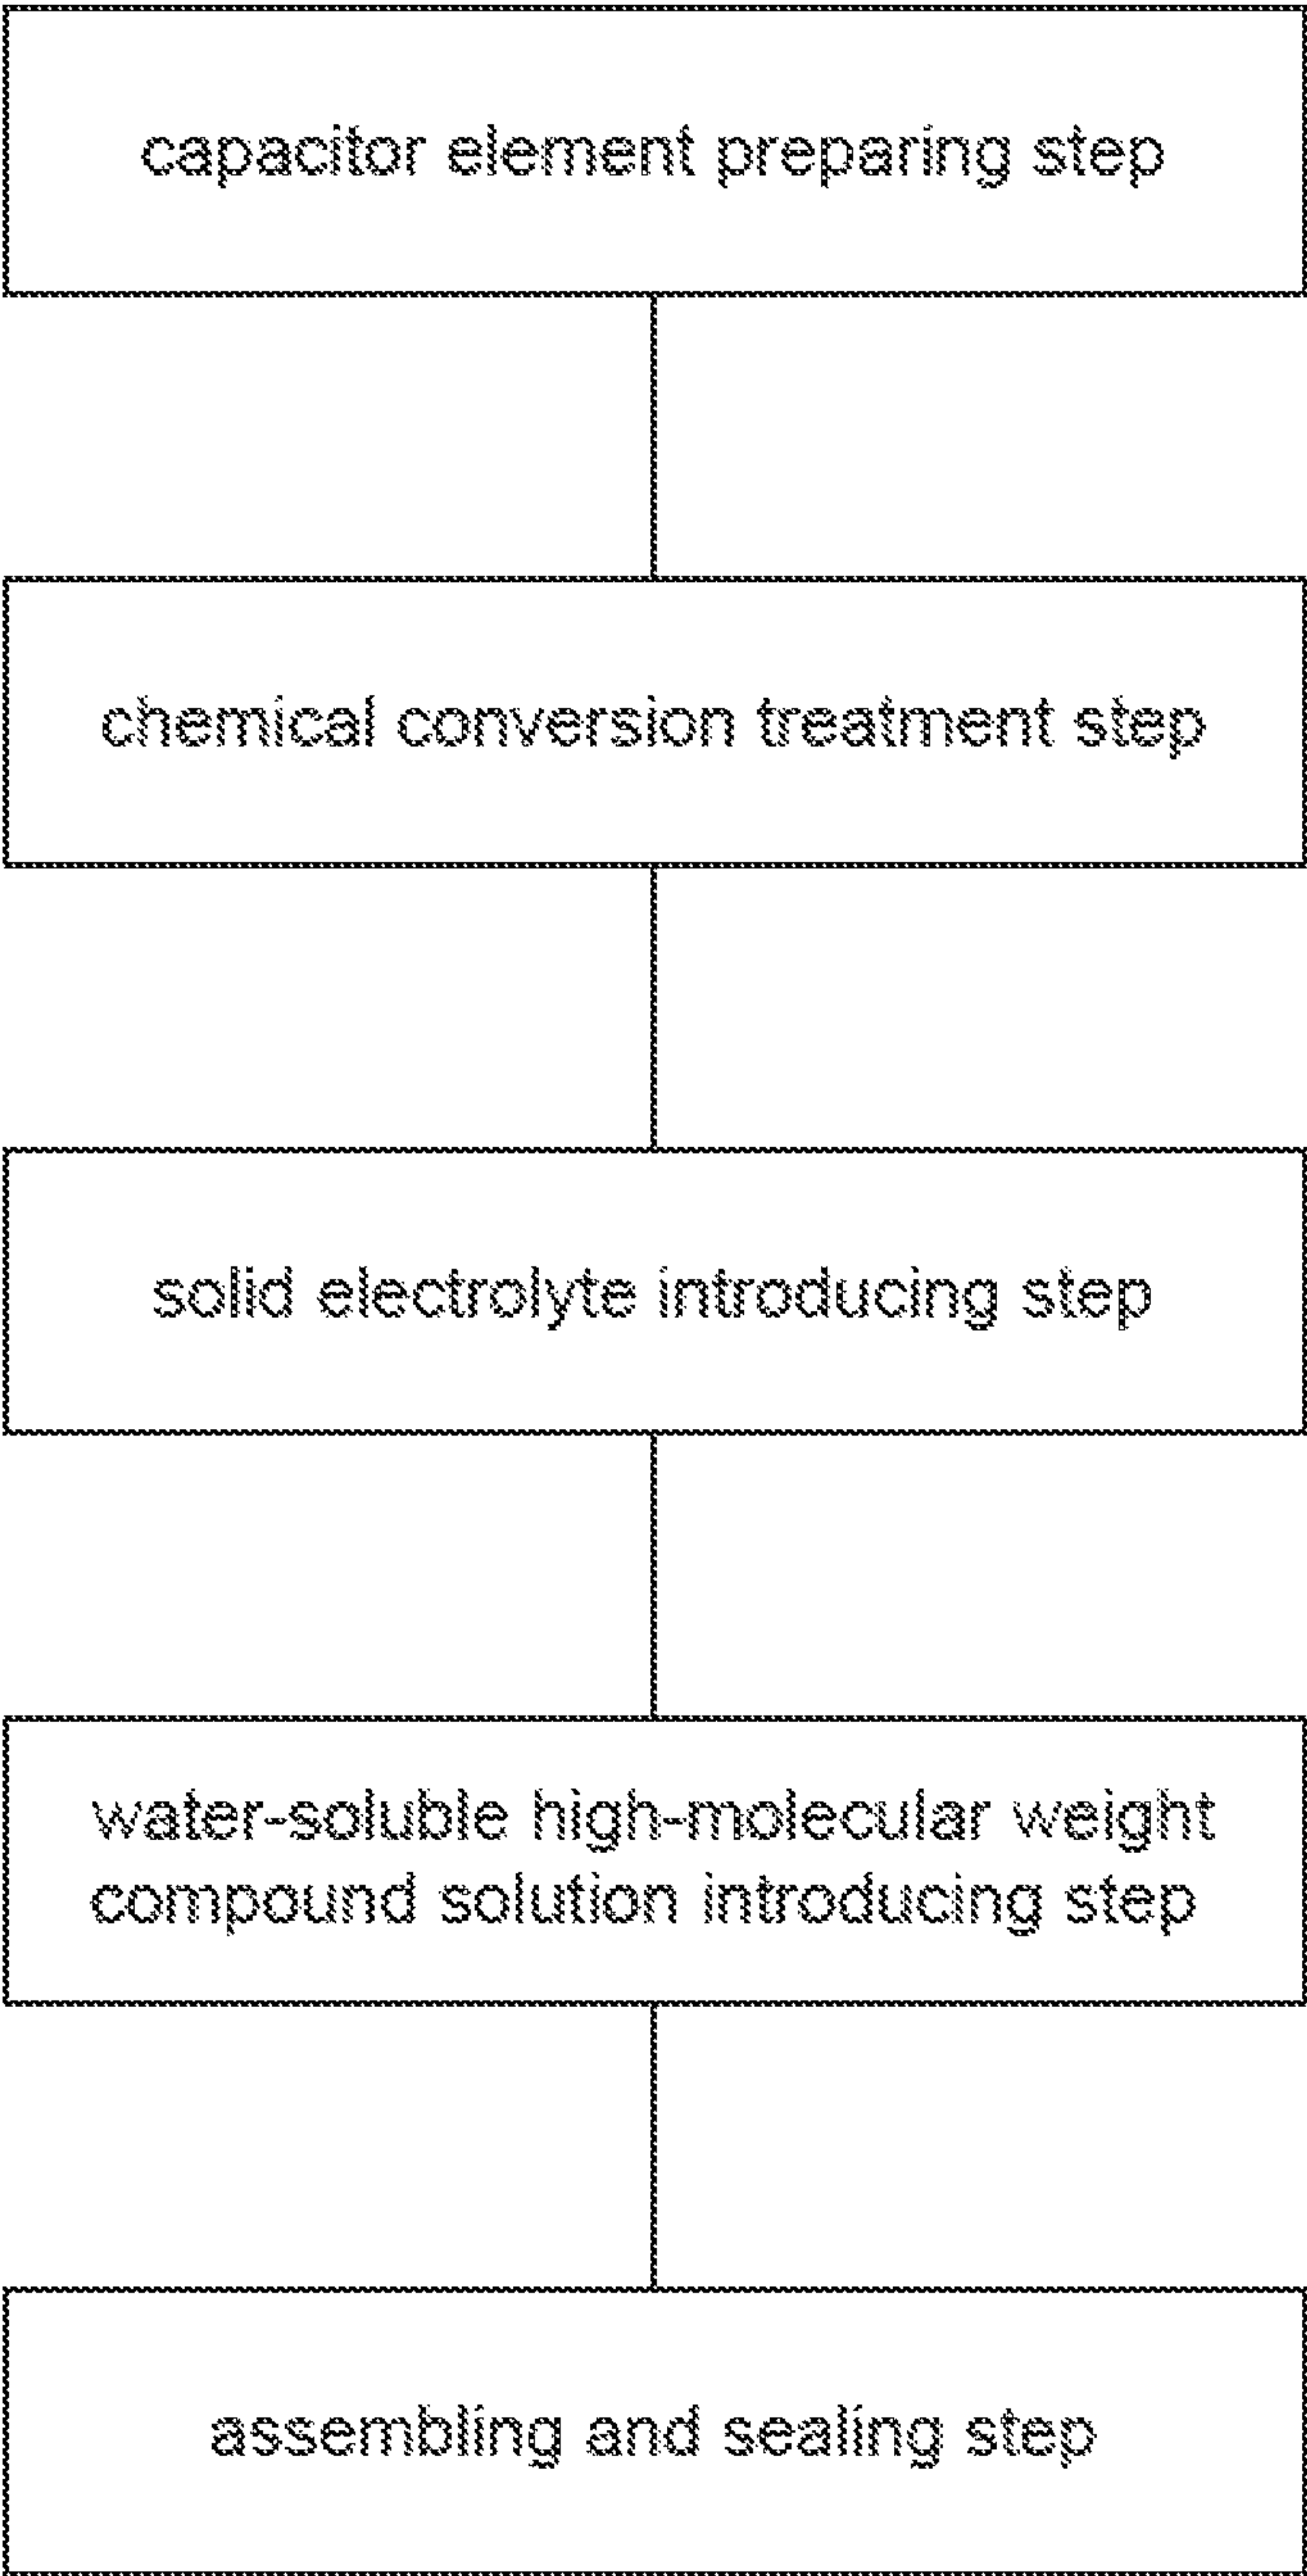 capacitor element preparing step
chemical conversion treatment step
solid electrolyte introducing step
water-soluble high-molecular weight
compound solution introducing step
assembling and sealing step